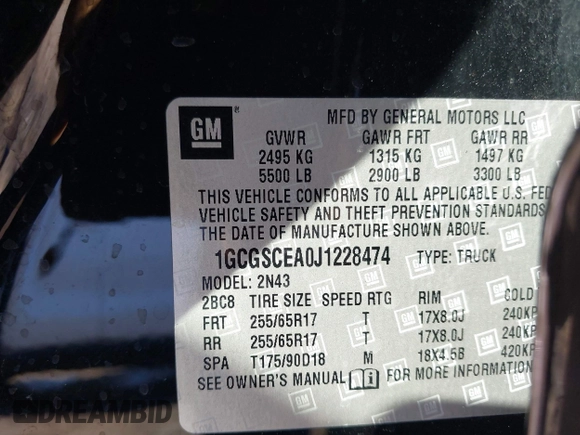 MFD BY GENERAL MOTORS LLC
GM ®
GVWR GAWR FRT GAWR RR
2495 KG 1315 KG 1497 KG
5500 LB 2900 LB 3300 LB
THIS VEHICLE CONFORMS TO ALL APPLICABLE U.S. FED
VEHICLE SAFETY AND THEFT PREVENTION STANDARDS
THE DATE OF MANUFACTURE SHOWN ABOVE.
1GCGSCEA0J1228474 TYPE: TRUCK
MODEL: 2N43
2BC8 TIRE SIZE SPEED RTG RIM COLD
FRT 255/65R17 T 17X8.0J 240KP
RR 255/65R17 T 17X8.0J 240KP
SPA T175/90D18 M 18X4.5B 420KP
SEE OWNER'S MANUAL FOR MORE INFORMATION
DREAMBID